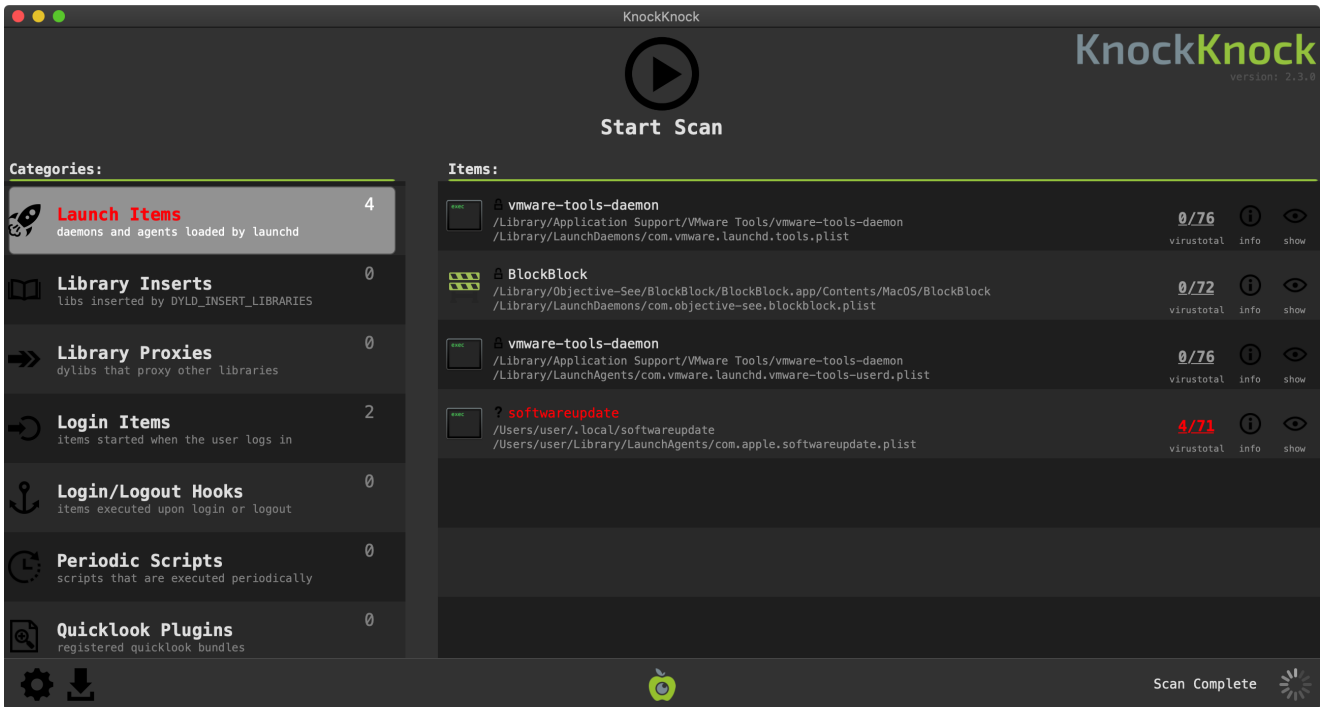 KnockKnock
KnockKnock
version: 2.3.0
Start Scan
Categories:
Launch Items
4
daemons and agents loaded by launchd
Library Inserts
0
libs inserted by DYLD_INSERT_LIBRARIES
Library Proxies
0
dylibs that proxy other libraries
Login Items
2
items started when the user logs in
Login/Logout Hooks
0
items executed upon login or logout
Periodic Scripts
0
scripts that are executed periodically
Quicklook Plugins
0
registered quicklook bundles
Items:
exec
vmware-tools-daemon
/Library/Application Support/VMware Tools/vmware-tools-daemon
/Library/LaunchDaemons/com.vmware.launchd.tools.plist
0/76
virustotal info show
BlockBlock
/Library/Objective-See/BlockBlock/BlockBlock.app/Contents/MacOS/BlockBlock
/Library/LaunchDaemons/com.objective-see.blockblock.plist
0/72
virustotal info show
exec
vmware-tools-daemon
/Library/Application Support/VMware Tools/vmware-tools-daemon
/Library/LaunchAgents/com.vmware.launchd.vmware-tools-userd.plist
0/76
virustotal info show
exec
? softwareupdate
/Users/user/.local/softwareupdate
/Users/user/Library/LaunchAgents/com.apple.softwareupdate.plist
4/71
virustotal info show
Scan Complete